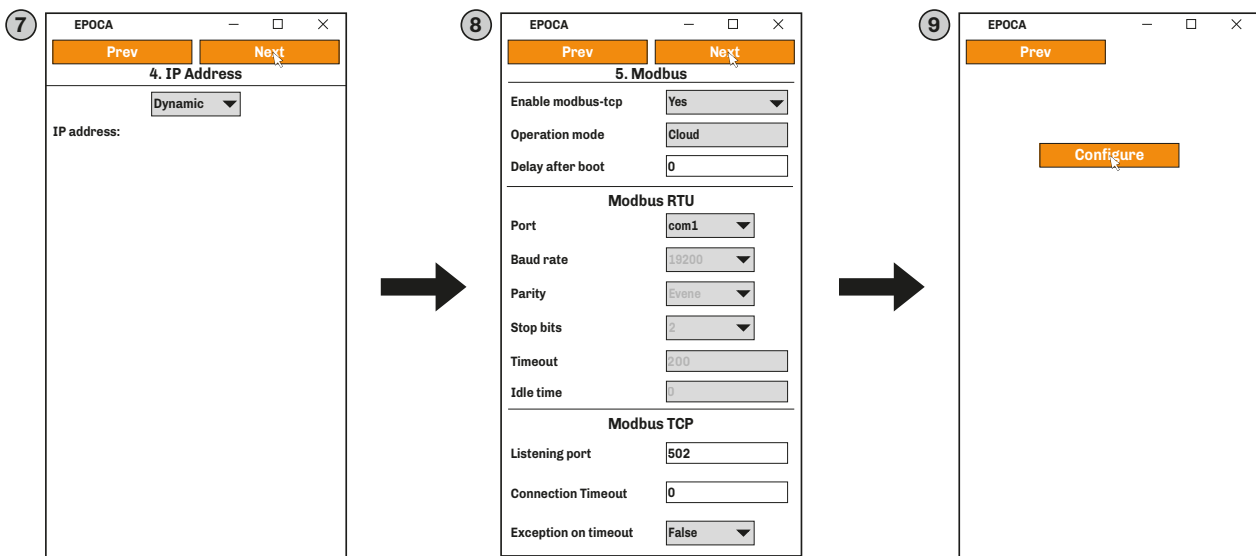 7
EPOCA
Prev
Next
4. IP Address
Dynamic
IP address:
8
EPOCA
Prev
Next
5. Modbus
Enable modbus-tcp Yes
Operation mode Cloud
Delay after boot 0
Modbus RTU
Port com1
Baud rate 19200
Parity Evene
Stop bits 2
Timeout 200
Idle time 0
Modbus TCP
Listening port 502
Connection Timeout 0
Exception on timeout False
9
EPOCA
Prev
Configure